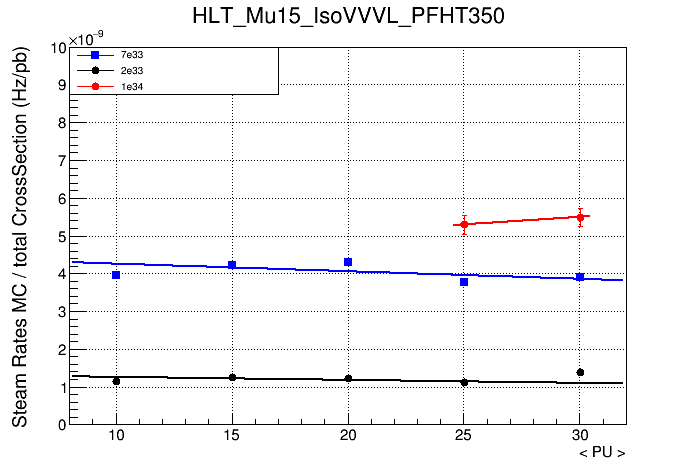 HLT_Mu15_IsoVVVL_PFHT350
×10⁻⁹
7e33
2e33
1e34
Steam Rates MC / total CrossSection (Hz/pb)
10
9
8
7
6
5
4
3
2
1
0
10 15 20 25 30
< PU >